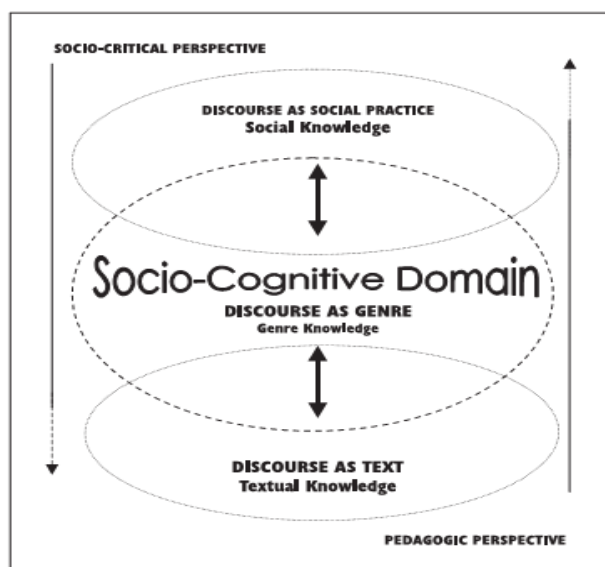 SOCIO-CRITICAL PERSPECTIVE
DISCOURSE AS SOCIAL PRACTICE
Social Knowledge
Socio-Cognitive Domain
DISCOURSE AS GENRE
Genre Knowledge
DISCOURSE AS TEXT
Textual Knowledge
PEDAGOGIC PERSPECTIVE